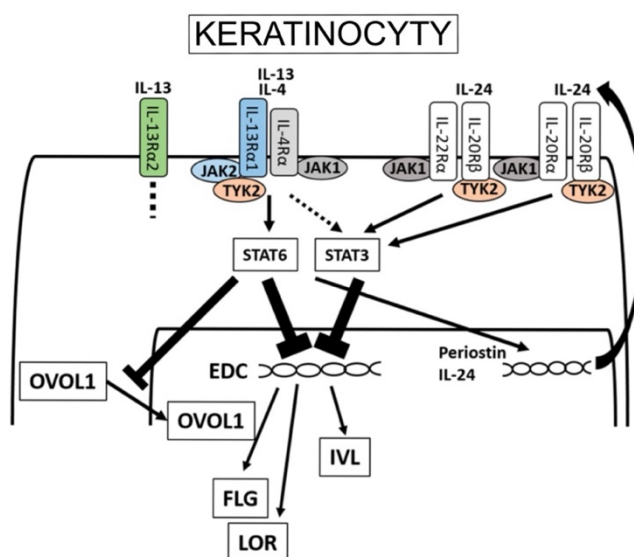 KERATINOCYTY
IL-13
IL-13
IL-4
IL-24
IL-24
IL-13Rα2
IL-13Rα1
IL-4Rα
IL-22Rα
IL-20Rβ
IL-20Rα
IL-20Rβ
JAK2
TYK2
JAK1
JAK1
TYK2
JAK1
TYK2
STAT6
STAT3
OVOL1
OVOL1
EDC
Periostin
IL-24
IVL
FLG
LOR